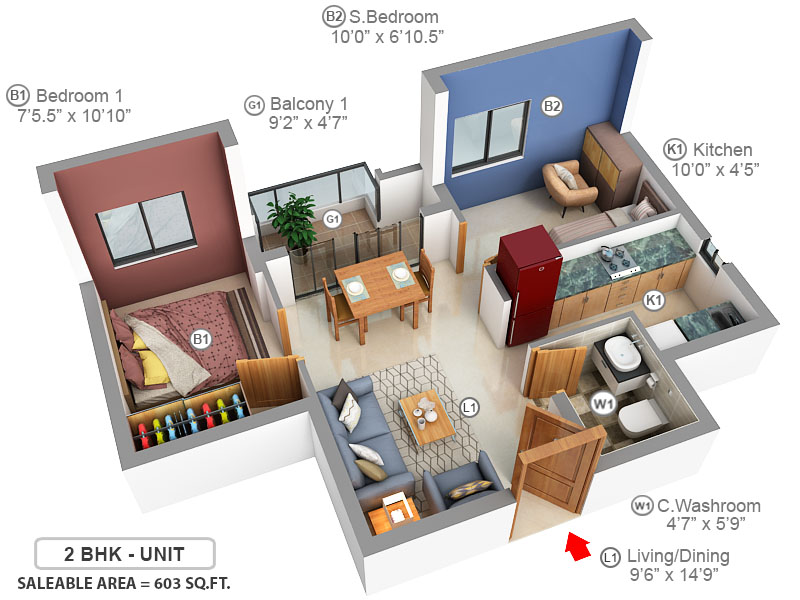 B2 S.Bedroom
10'0" x 6'10.5"
B1 Bedroom 1
7'5.5" x 10'10"
G1 Balcony 1
9'2" x 4'7"
B2
K1 Kitchen
10'0" x 4'5"
G1
K1
B1
L1
W1
W1 C.Washroom
4'7" x 5'9"
L1 Living/Dining
9'6" x 14'9"
2 BHK - UNIT
SALEABLE AREA = 603 SQ.FT.